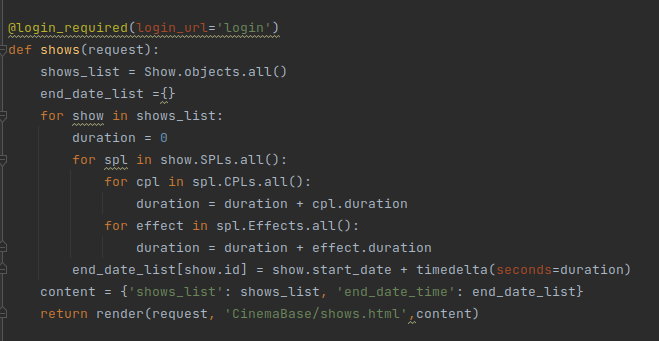 @login_required(login_url='login')
def shows(request):
    shows_list = Show.objects.all()
    end_date_list ={}
    for show in shows_list:
        duration = 0
        for spl in show.SPLs.all():
            for cpl in spl.CPLs.all():
                duration = duration + cpl.duration
            for effect in spl.Effects.all():
                duration = duration + effect.duration
        end_date_list[show.id] = show.start_date + timedelta(seconds=duration)
    content = {'shows_list': shows_list, 'end_date_time': end_date_list}
    return render(request, 'CinemaBase/shows.html',content)